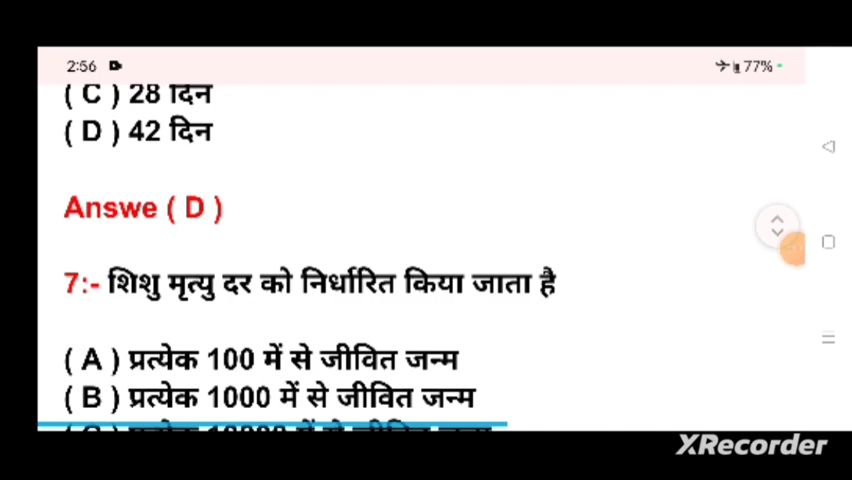 2:56 77%
( C ) 28 दिन
( D ) 42 दिन
Answe ( D )
7:- शिशु मृत्यु दर को निर्धारित किया जाता है
( A ) प्रत्येक 100 में से जीवित जन्म
( B ) प्रत्येक 1000 में से जीवित जन्म
XRecorder